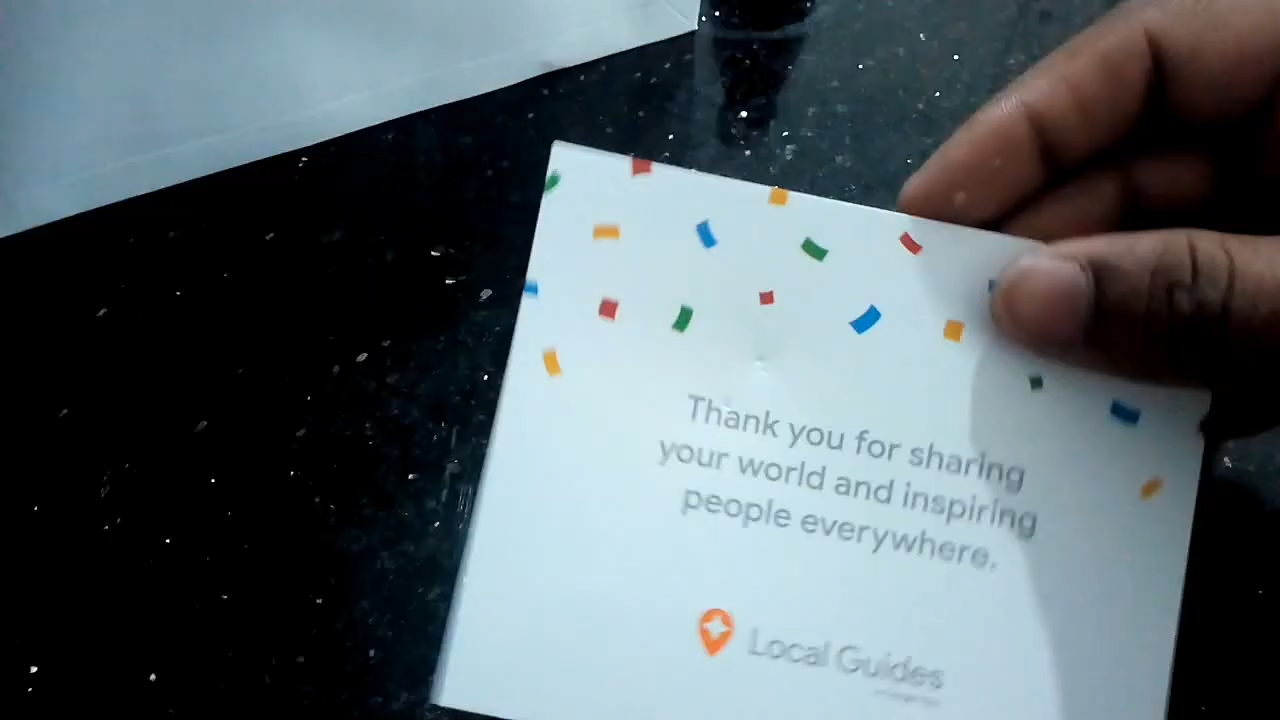 Thank you for sharing
your world and inspiring
people everywhere.
Local Guides